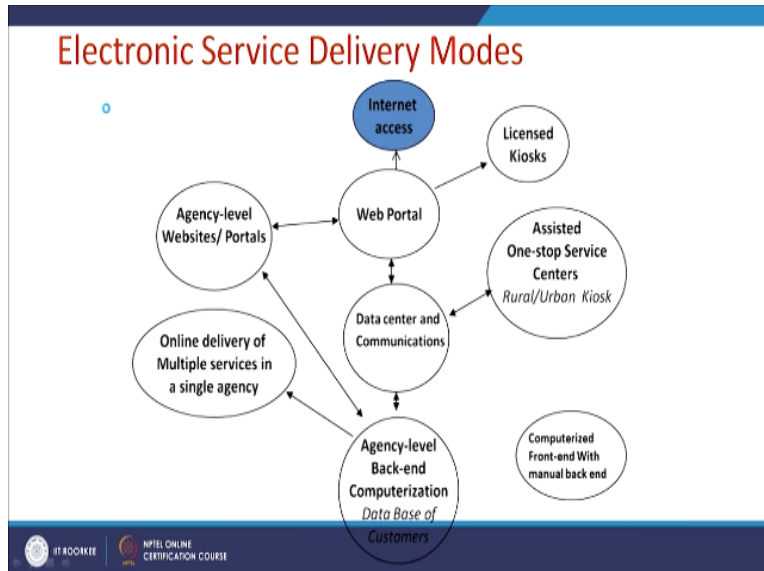 Electronic Service Delivery Modes
Internet
access
Licensed
Kiosks
Agency-level
Websites/ Portals
Web Portal
Assisted
One-stop Service
Centers
Rural/Urban Kiosk
Data center and
Communications
Online delivery of
Multiple services in
a single agency
Agency-level
Back-end
Computerization
Data Base of
Customers
Computerized
Front-end With
manual back end
IIT ROORKEE
NPTEL ONLINE
CERTIFICATION COURSE
NPTEL